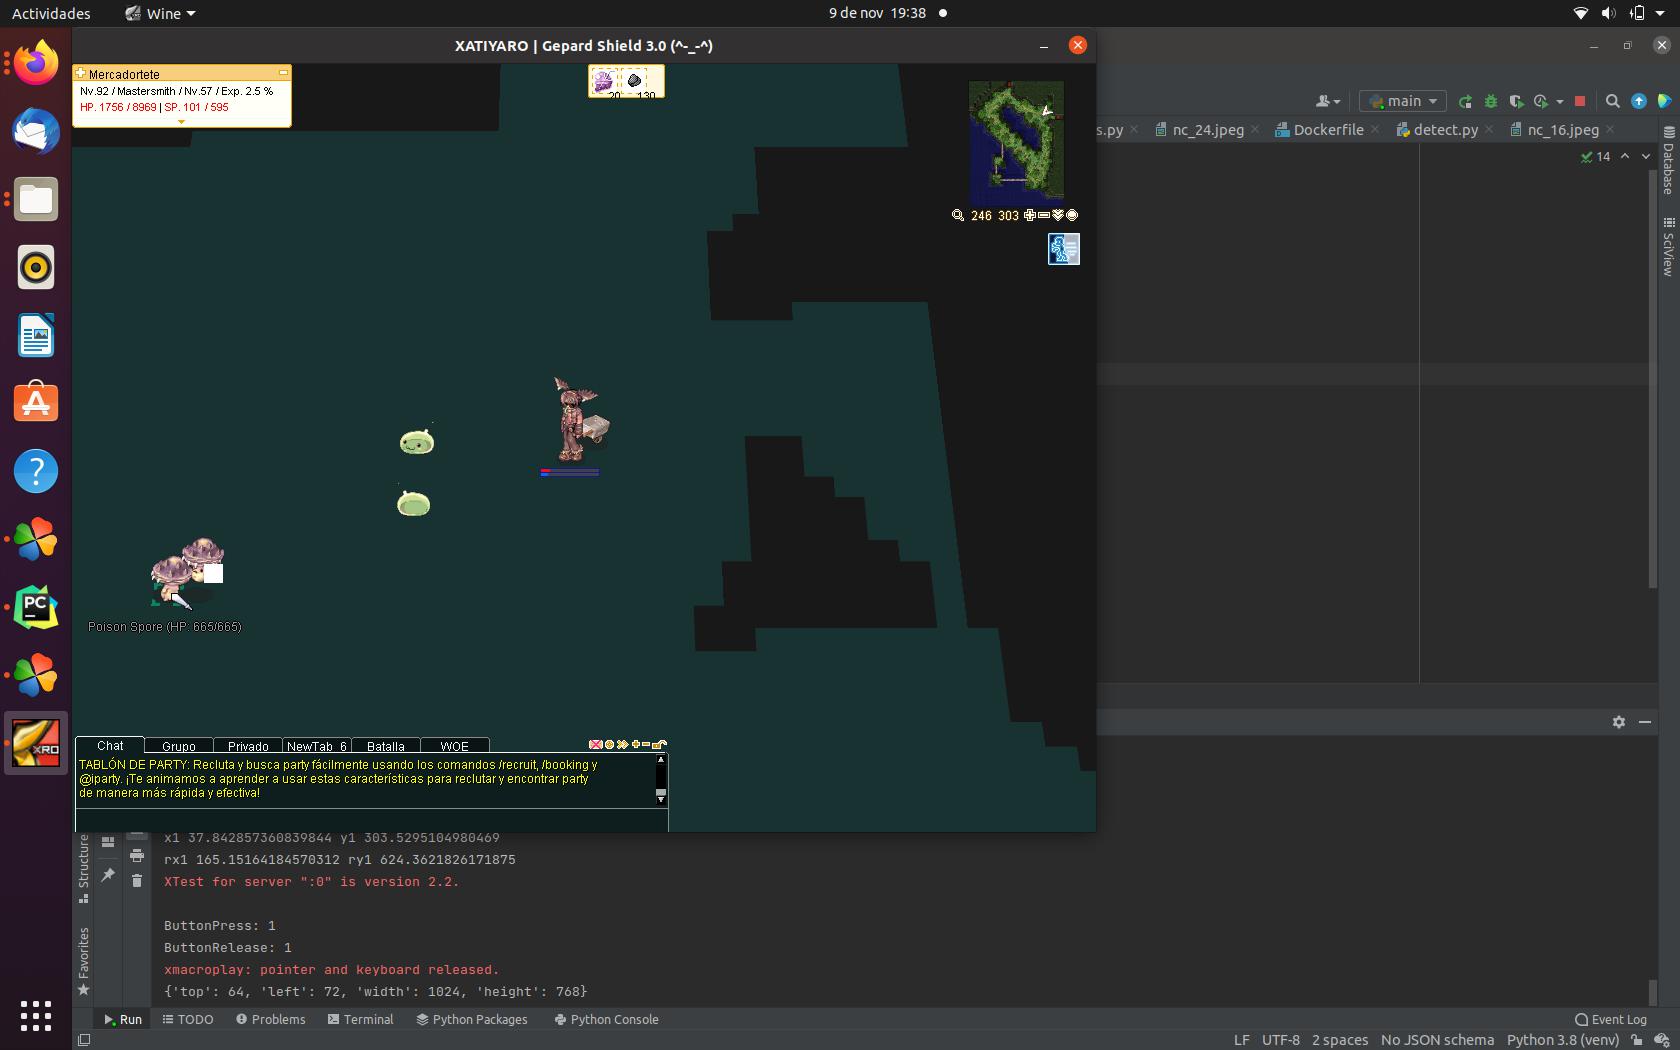 Actividades
Wine
9 de nov 19:38
XATIYARO | Gepard Shield 3.0 (^-_-^)
Mercadortete
Nv.92 / Mastersmith / Nv.57 / Exp. 2.5 %
HP. 1756 / 8969 | SP. 101 / 595
20
130
246 303
main
s.py
nc_24.jpeg
Dockerfile
detect.py
nc_16.jpeg
14
Database
SciView
Poison Spore (HP: 665/665)
Chat
Grupo
Privado
NewTab_6
Batalla
WOE
TABLÓN DE PARTY: Recluta y busca party fácilmente usando los comandos /recruit, /booking y
@iparty. ¡Te animamos a aprender a usar estas características para reclutar y encontrar party
de manera más rápida y efectiva!
PC
XRO
Structure
Favorites
x1 37.842857360839844 y1 303.5295104980469
rx1 165.15164184570312 ry1 624.3621826171875
XTest for server ":0" is version 2.2.
ButtonPress: 1
ButtonRelease: 1
xmacroplay: pointer and keyboard released.
{'top': 64, 'left': 72, 'width': 1024, 'height': 768}
Run
TODO
Problems
Terminal
Python Packages
Python Console
Event Log
LF
UTF-8
2 spaces
No JSON schema
Python 3.8 (venv)